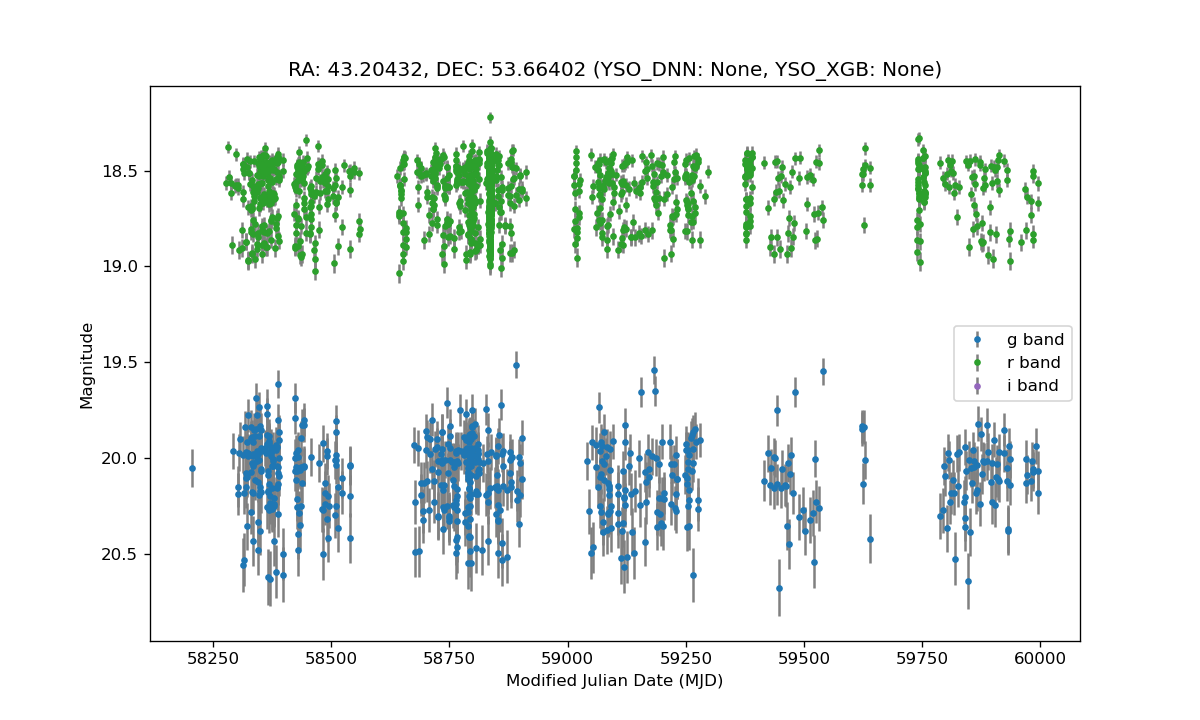 RA: 43.20432, DEC: 53.66402 (YSO_DNN: None, YSO_XGB: None)
18.5
19.0
19.5
20.0
20.5
Magnitude
g band
r band
i band
58250
58500
58750
59000
59250
59500
59750
60000
Modified Julian Date (MJD)